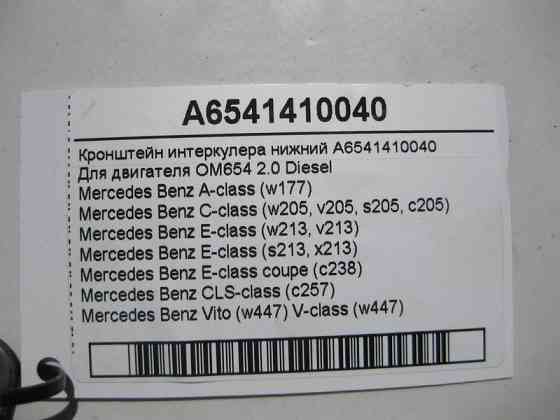 A6541410040
Кронштейн интеркулера нижний A6541410040
Для двигателя OM654 2.0 Diesel
Mercedes Benz A-class (w177)
Mercedes Benz C-class (w205, v205, s205, c205)
Mercedes Benz E-class (w213, v213)
Mercedes Benz E-class (s213, x213)
Mercedes Benz E-class coupe (c238)
Mercedes Benz CLS-class (c257)
Mercedes Benz Vito (w447) V-class (w447)